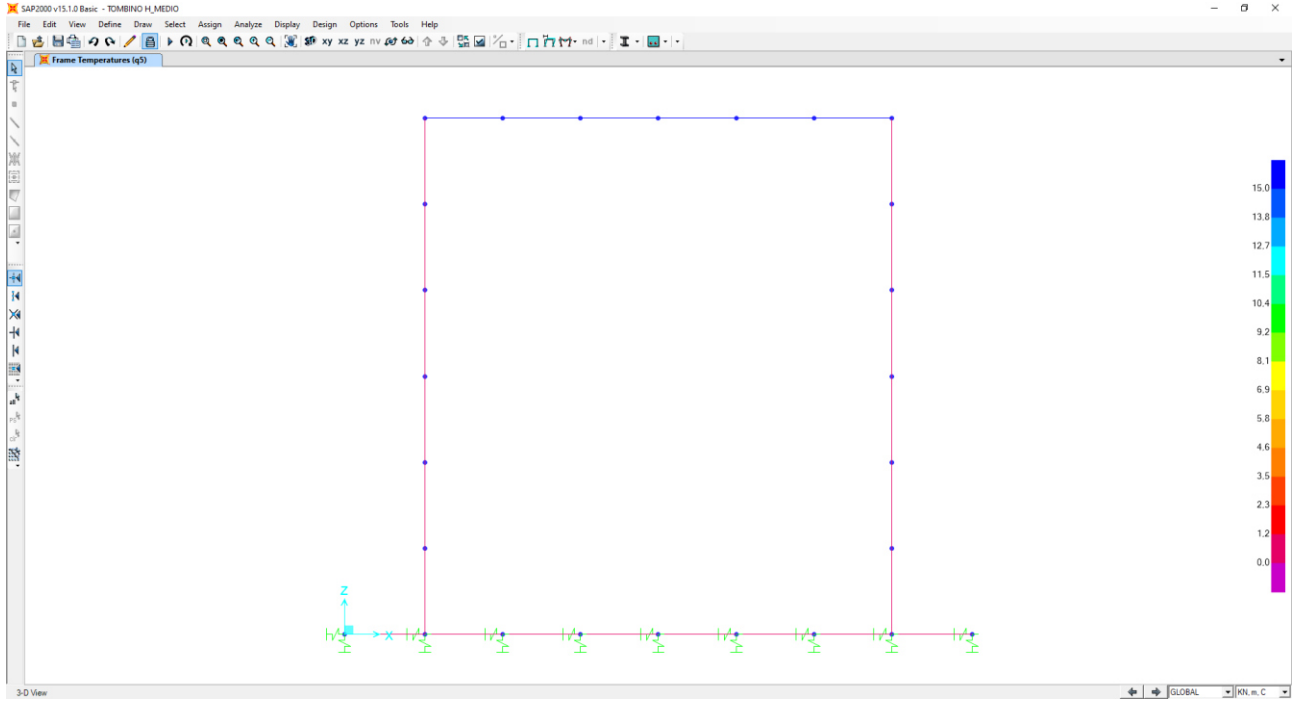 SAP2000 v15.1.0 Basic - TOMBINO H_MEDIO
File Edit View Define Draw Select Assign Analyze Display Design Options Tools Help
xy xz yz nv nd
Frame Temperatures (q5)
15.0
13.8
12.7
11.5
10.4
9.2
8.1
6.9
5.8
4.6
3.5
2.3
1.2
0.0
Z
X
3-D View
GLOBAL
KN, m, C